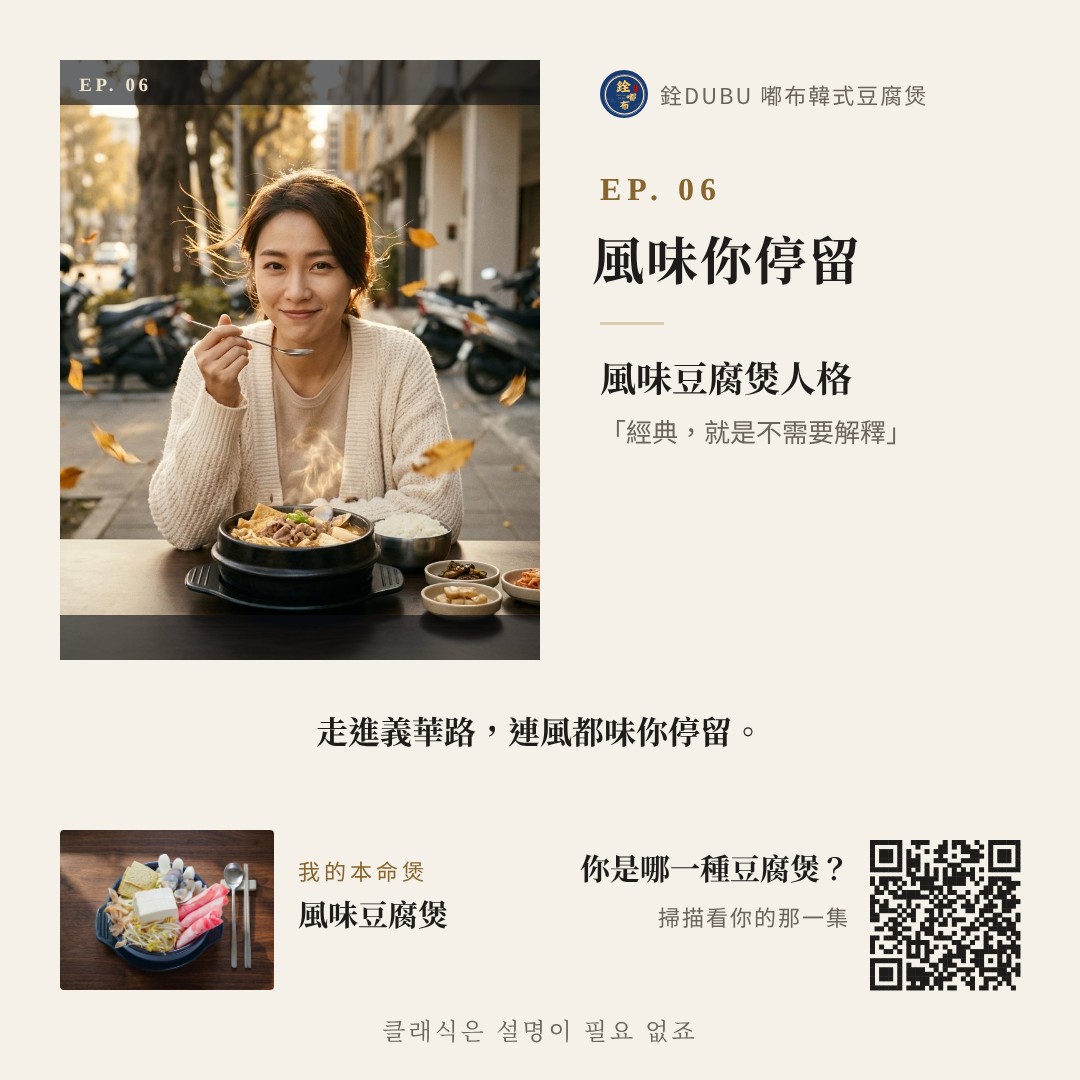 EP. 06
銓嘟布
銓DUBU 嘟布韓式豆腐煲
EP. 06
風味你停留
風味豆腐煲人格
「經典，就是不需要解釋」
走進義華路，連風都味你停留。
我的本命煲
風味豆腐煲
你是哪一種豆腐煲？
掃描看你的那一集
클래식은 설명이 필요 없죠